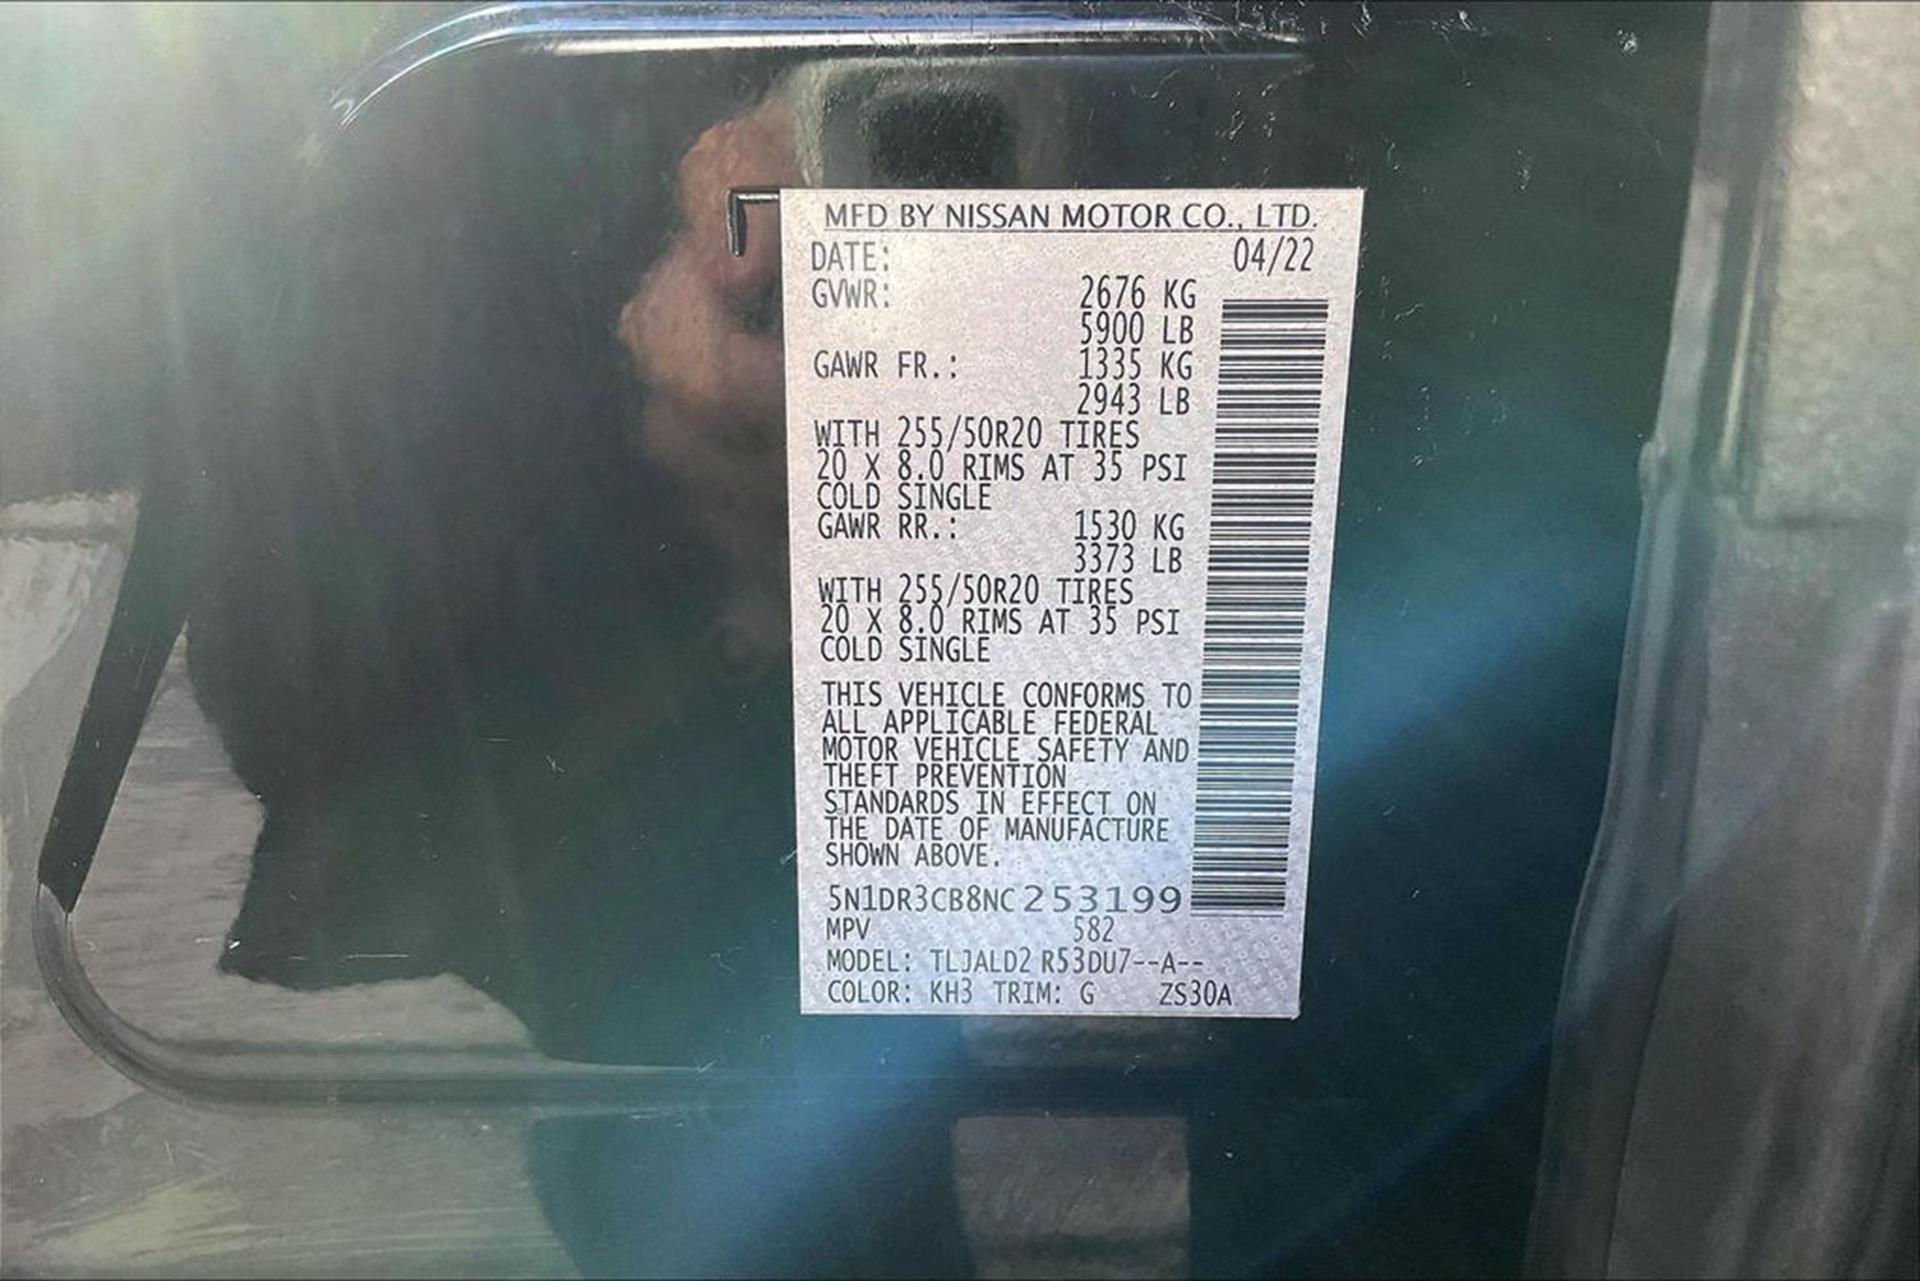 MFD BY NISSAN MOTOR CO., LTD.
DATE: 04/22
GVWR: 2676 KG
5900 LB
GAWR FR.: 1335 KG
2943 LB
WITH 255/50R20 TIRES
20 X 8.0 RIMS AT 35 PSI
COLD SINGLE
GAWR RR.: 1530 KG
3373 LB
WITH 255/50R20 TIRES
20 X 8.0 RIMS AT 35 PSI
COLD SINGLE
THIS VEHICLE CONFORMS TO
ALL APPLICABLE FEDERAL
MOTOR VEHICLE SAFETY AND
THEFT PREVENTION
STANDARDS IN EFFECT ON
THE DATE OF MANUFACTURE
SHOWN ABOVE.
5N1DR3CB8NC253199
MPV 582
MODEL: TLJALD2 R53DU7--A--
COLOR: KH3 TRIM: G ZS30A